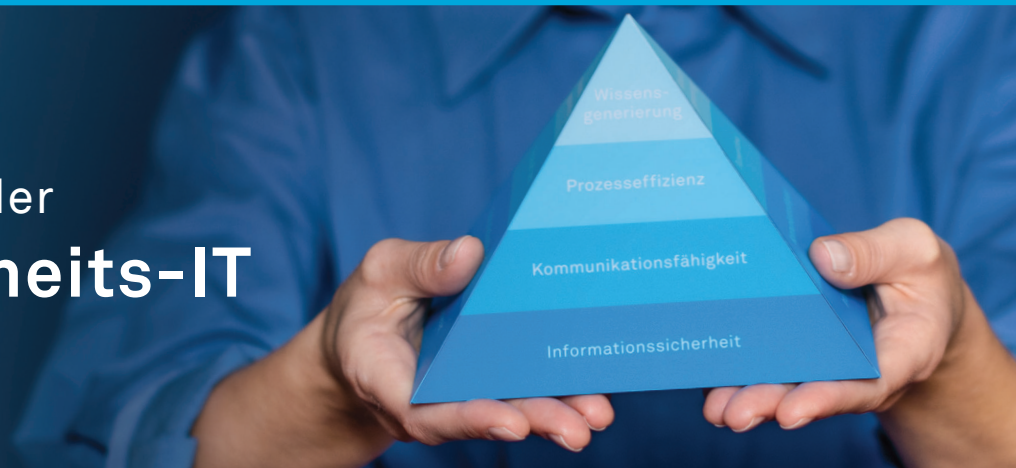 der
heits-IT
Wissens-
generierung
Prozesseffizienz
Kommunikationsfähigkeit
Informationssicherheit